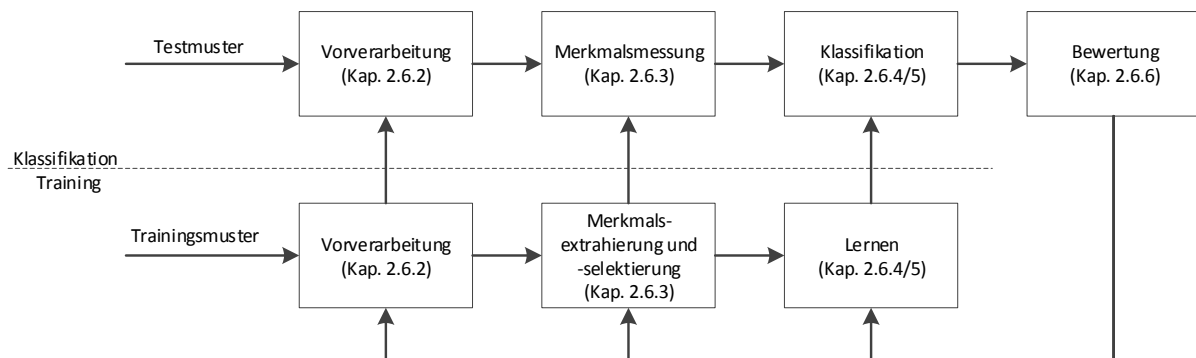 Testmuster
Vorverarbeitung
(Kap. 2.6.2)
Merkmalsmessung
(Kap. 2.6.3)
Klassifikation
(Kap. 2.6.4/5)
Bewertung
(Kap. 2.6.6)
Klassifikation
Training
Trainingsmuster
Vorverarbeitung
(Kap. 2.6.2)
Merkmals-
extrahierung und
-selektierung
(Kap. 2.6.3)
Lernen
(Kap. 2.6.4/5)